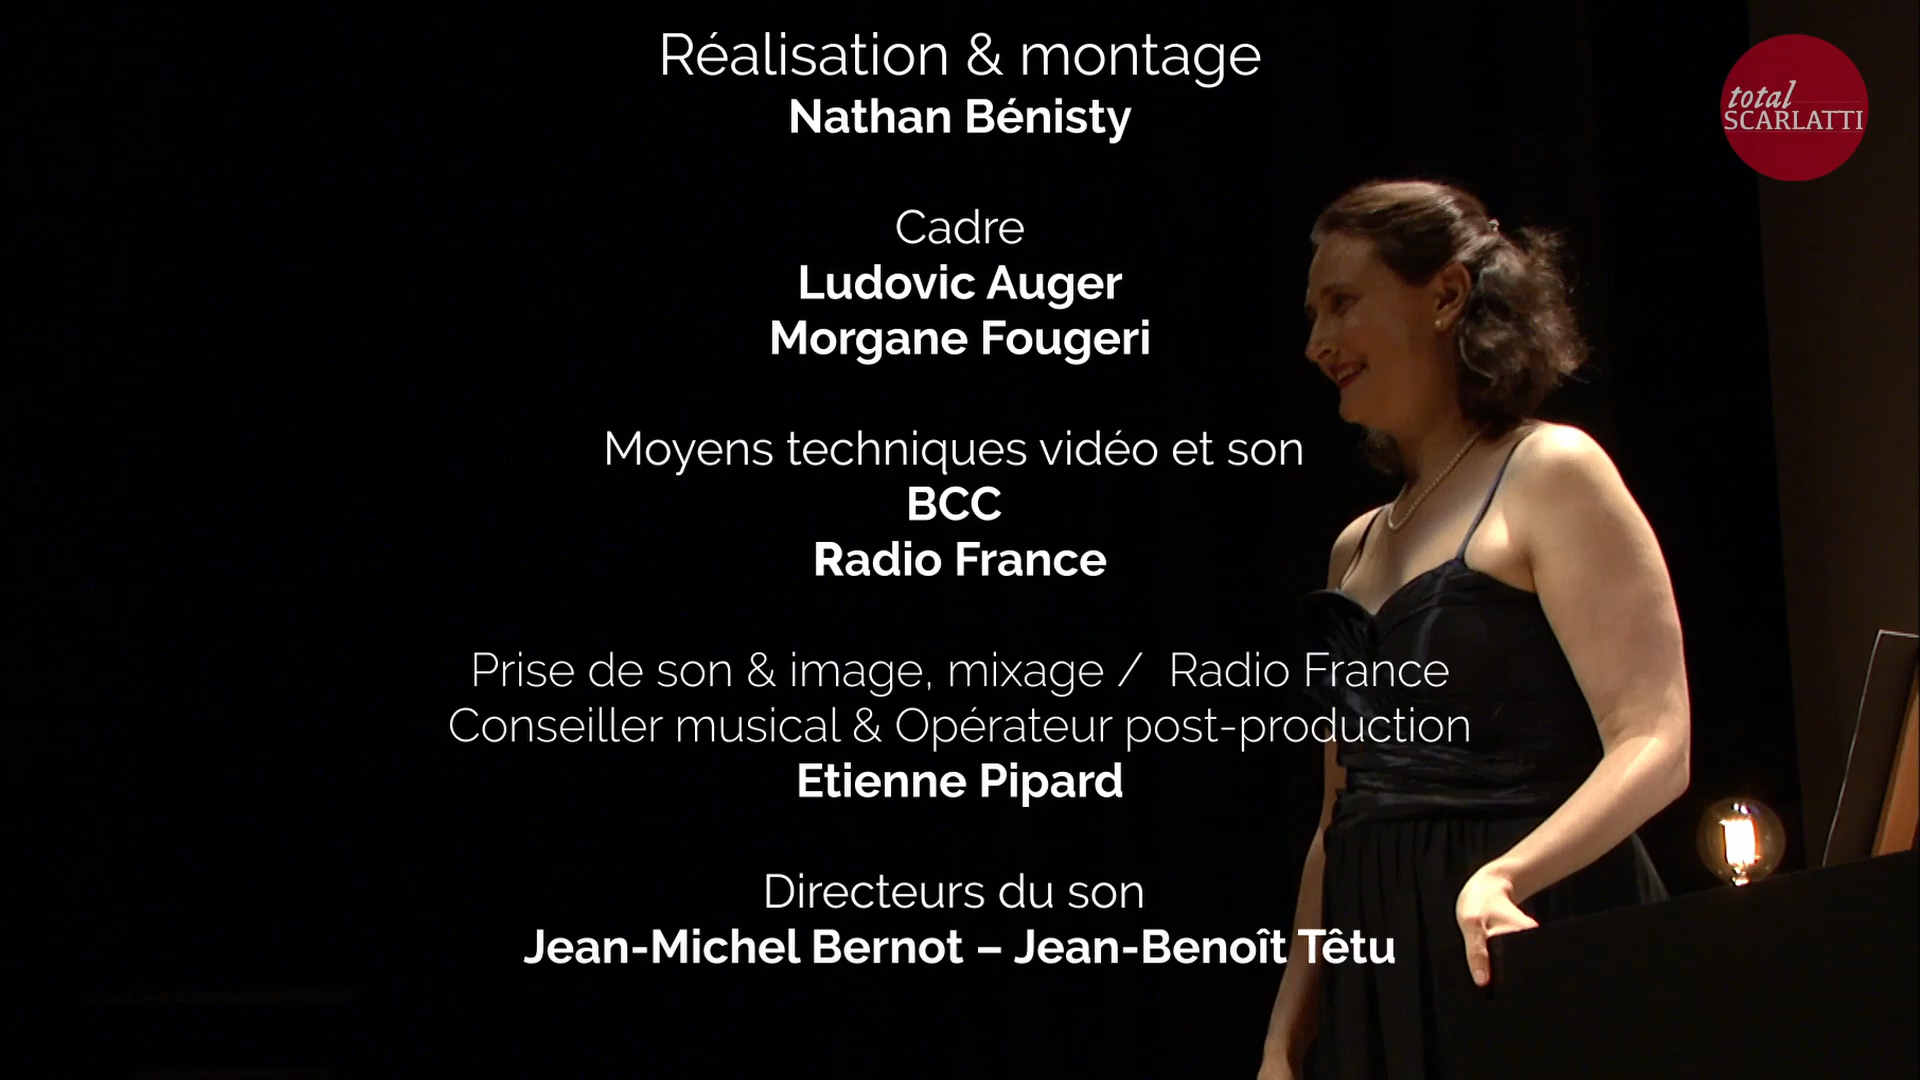 Réalisation & montage
Nathan Bénisty
total
SCARLATTI
Cadre
Ludovic Auger
Morgane Fougeri
Moyens techniques vidéo et son
BCC
Radio France
Prise de son & image, mixage /  Radio France
Conseiller musical & Opérateur post-production
Etienne Pipard
Directeurs du son
Jean-Michel Bernot – Jean-Benoît Têtu